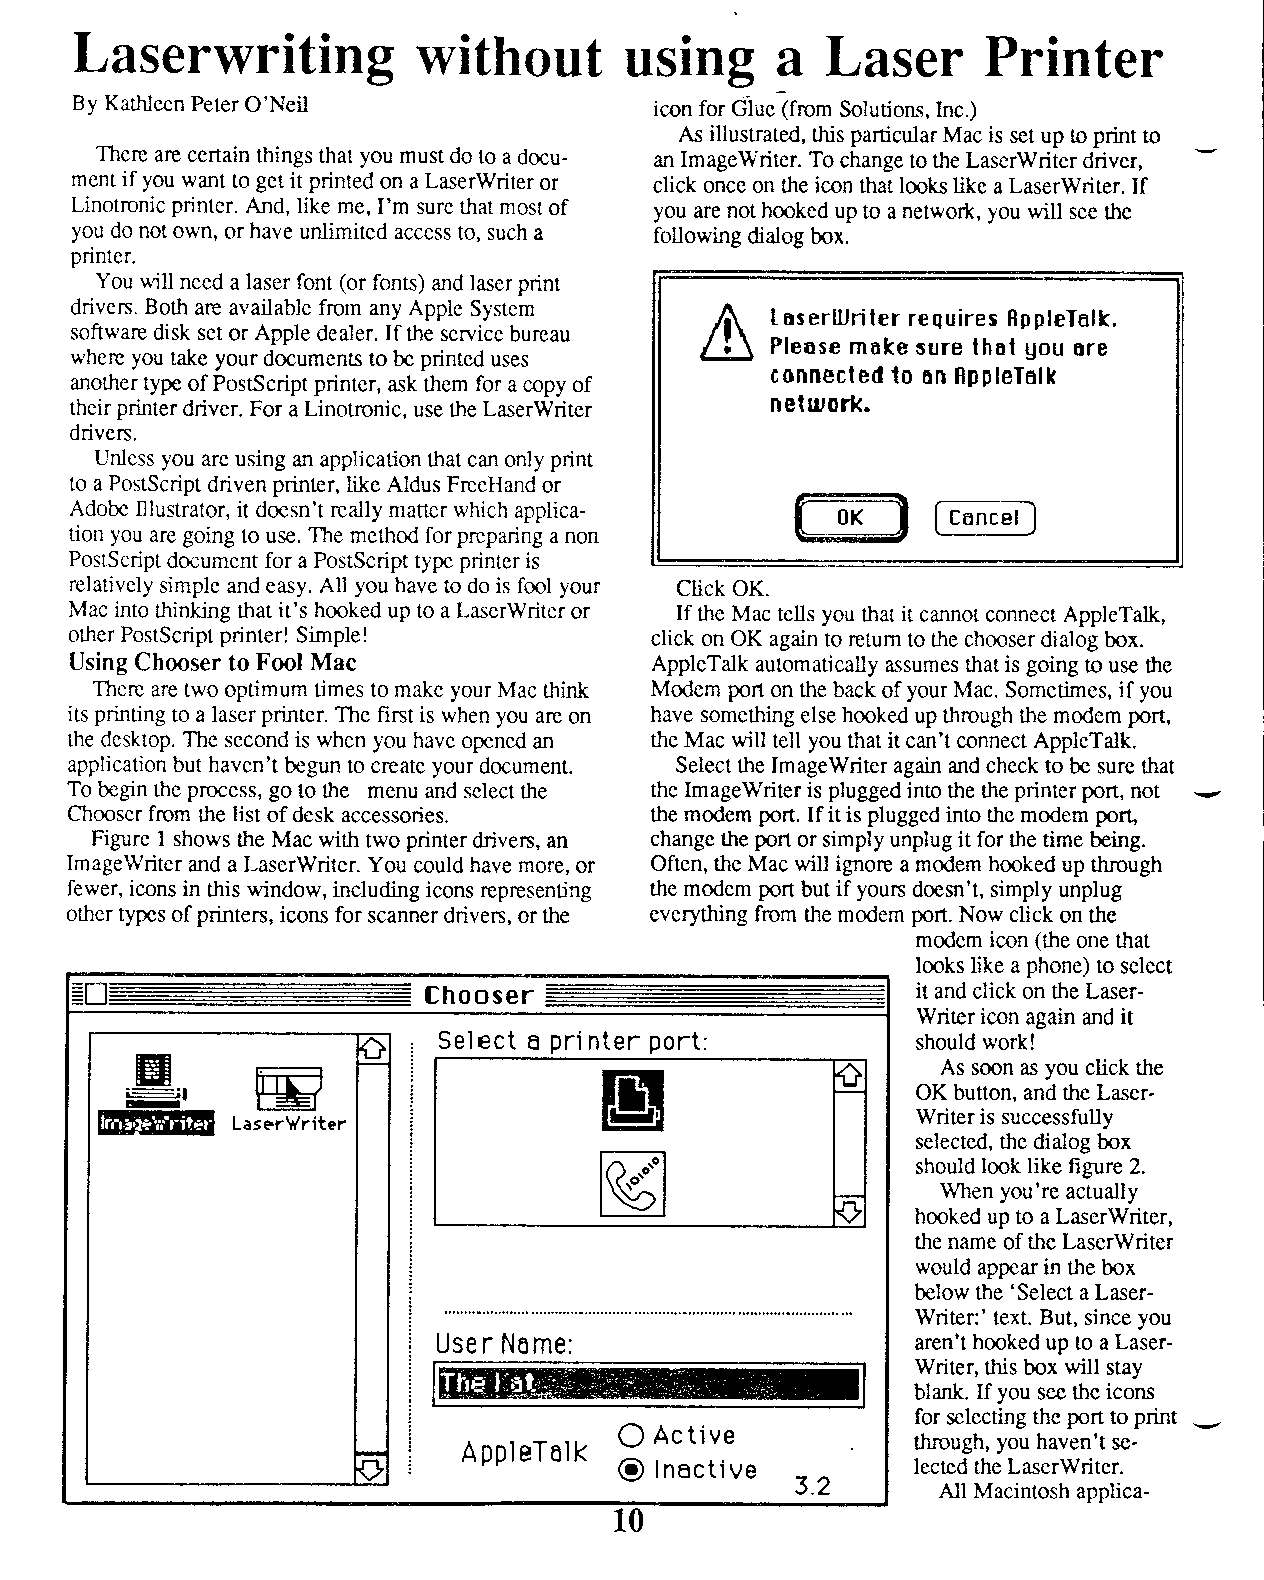 Laserwriting without using a Laser Printer
By Kathleen Peter O'Neil
There are certain things that you must do to a docu-
ment if you want to get it printed on a LaserWriter or
Linotronic printer. And, like me, I'm sure that most of
you do not own, or have unlimited access to, such a
printer.
You will need a laser font (or fonts) and laser print
drivers. Both are available from any Apple System
software disk set or Apple dealer. If the service bureau
where you take your documents to be printed uses
another type of PostScript printer, ask them for a copy of
their printer driver. For a Linotronic, use the LaserWriter
drivers.
Unless you are using an application that can only print
to a PostScript driven printer, like Aldus FreeHand or
Adobe Illustrator, it doesn't really matter which applica-
tion you are going to use. The method for preparing a non
PostScript document for a PostScript type printer is
relatively simple and easy. All you have to do is fool your
Mac into thinking that it's hooked up to a LaserWriter or
other PostScript printer! Simple!
Using Chooser to Fool Mac
There are two optimum times to make your Mac think
its printing to a laser printer. The first is when you are on
the desktop. The second is when you have opened an
application but haven't begun to create your document.
To begin the process, go to the menu and select the
Chooser from the list of desk accessories.
Figure 1 shows the Mac with two printer drivers, an
ImageWriter and a LaserWriter. You could have more, or
fewer, icons in this window, including icons representing
other types of printers, icons for scanner drivers, or the
icon for Glue (from Solutions, Inc.)
As illustrated, this particular Mac is set up to print to
an ImageWriter. To change to the LaserWriter driver,
click once on the icon that looks like a LaserWriter. If
you are not hooked up to a network, you will see the
following dialog box.
LaserWriter requires AppleTalk.
Please make sure that you are
connected to an AppleTalk
network.
OK Cancel
Click OK.
If the Mac tells you that it cannot connect AppleTalk,
click on OK again to return to the chooser dialog box.
AppleTalk automatically assumes that is going to use the
Modem port on the back of your Mac. Sometimes, if you
have something else hooked up through the modem port,
the Mac will tell you that it can't connect AppleTalk.
Select the ImageWriter again and check to be sure that
the ImageWriter is plugged into the the printer port, not
the modem port. If it is plugged into the modem port,
change the port or simply unplug it for the time being.
Often, the Mac will ignore a modem hooked up through
the modem port but if yours doesn't, simply unplug
everything from the modem port. Now click on the
modem icon (the one that
looks like a phone) to select
it and click on the Laser-
Writer icon again and it
should work!
As soon as you click the
OK button, and the Laser-
Writer is successfully
selected, the dialog box
should look like figure 2.
When you're actually
hooked up to a LaserWriter,
the name of the LaserWriter
would appear in the box
below the 'Select a Laser-
Writer:' text. But, since you
aren't hooked up to a Laser-
Writer, this box will stay
blank. If you see the icons
for selecting the port to print
through, you haven't se-
lected the LaserWriter.
All Macintosh applica-
Chooser
ImageWriter LaserWriter
Select a printer port:
User Name:
The Kat
AppleTalk
Active
Inactive
3.2
10